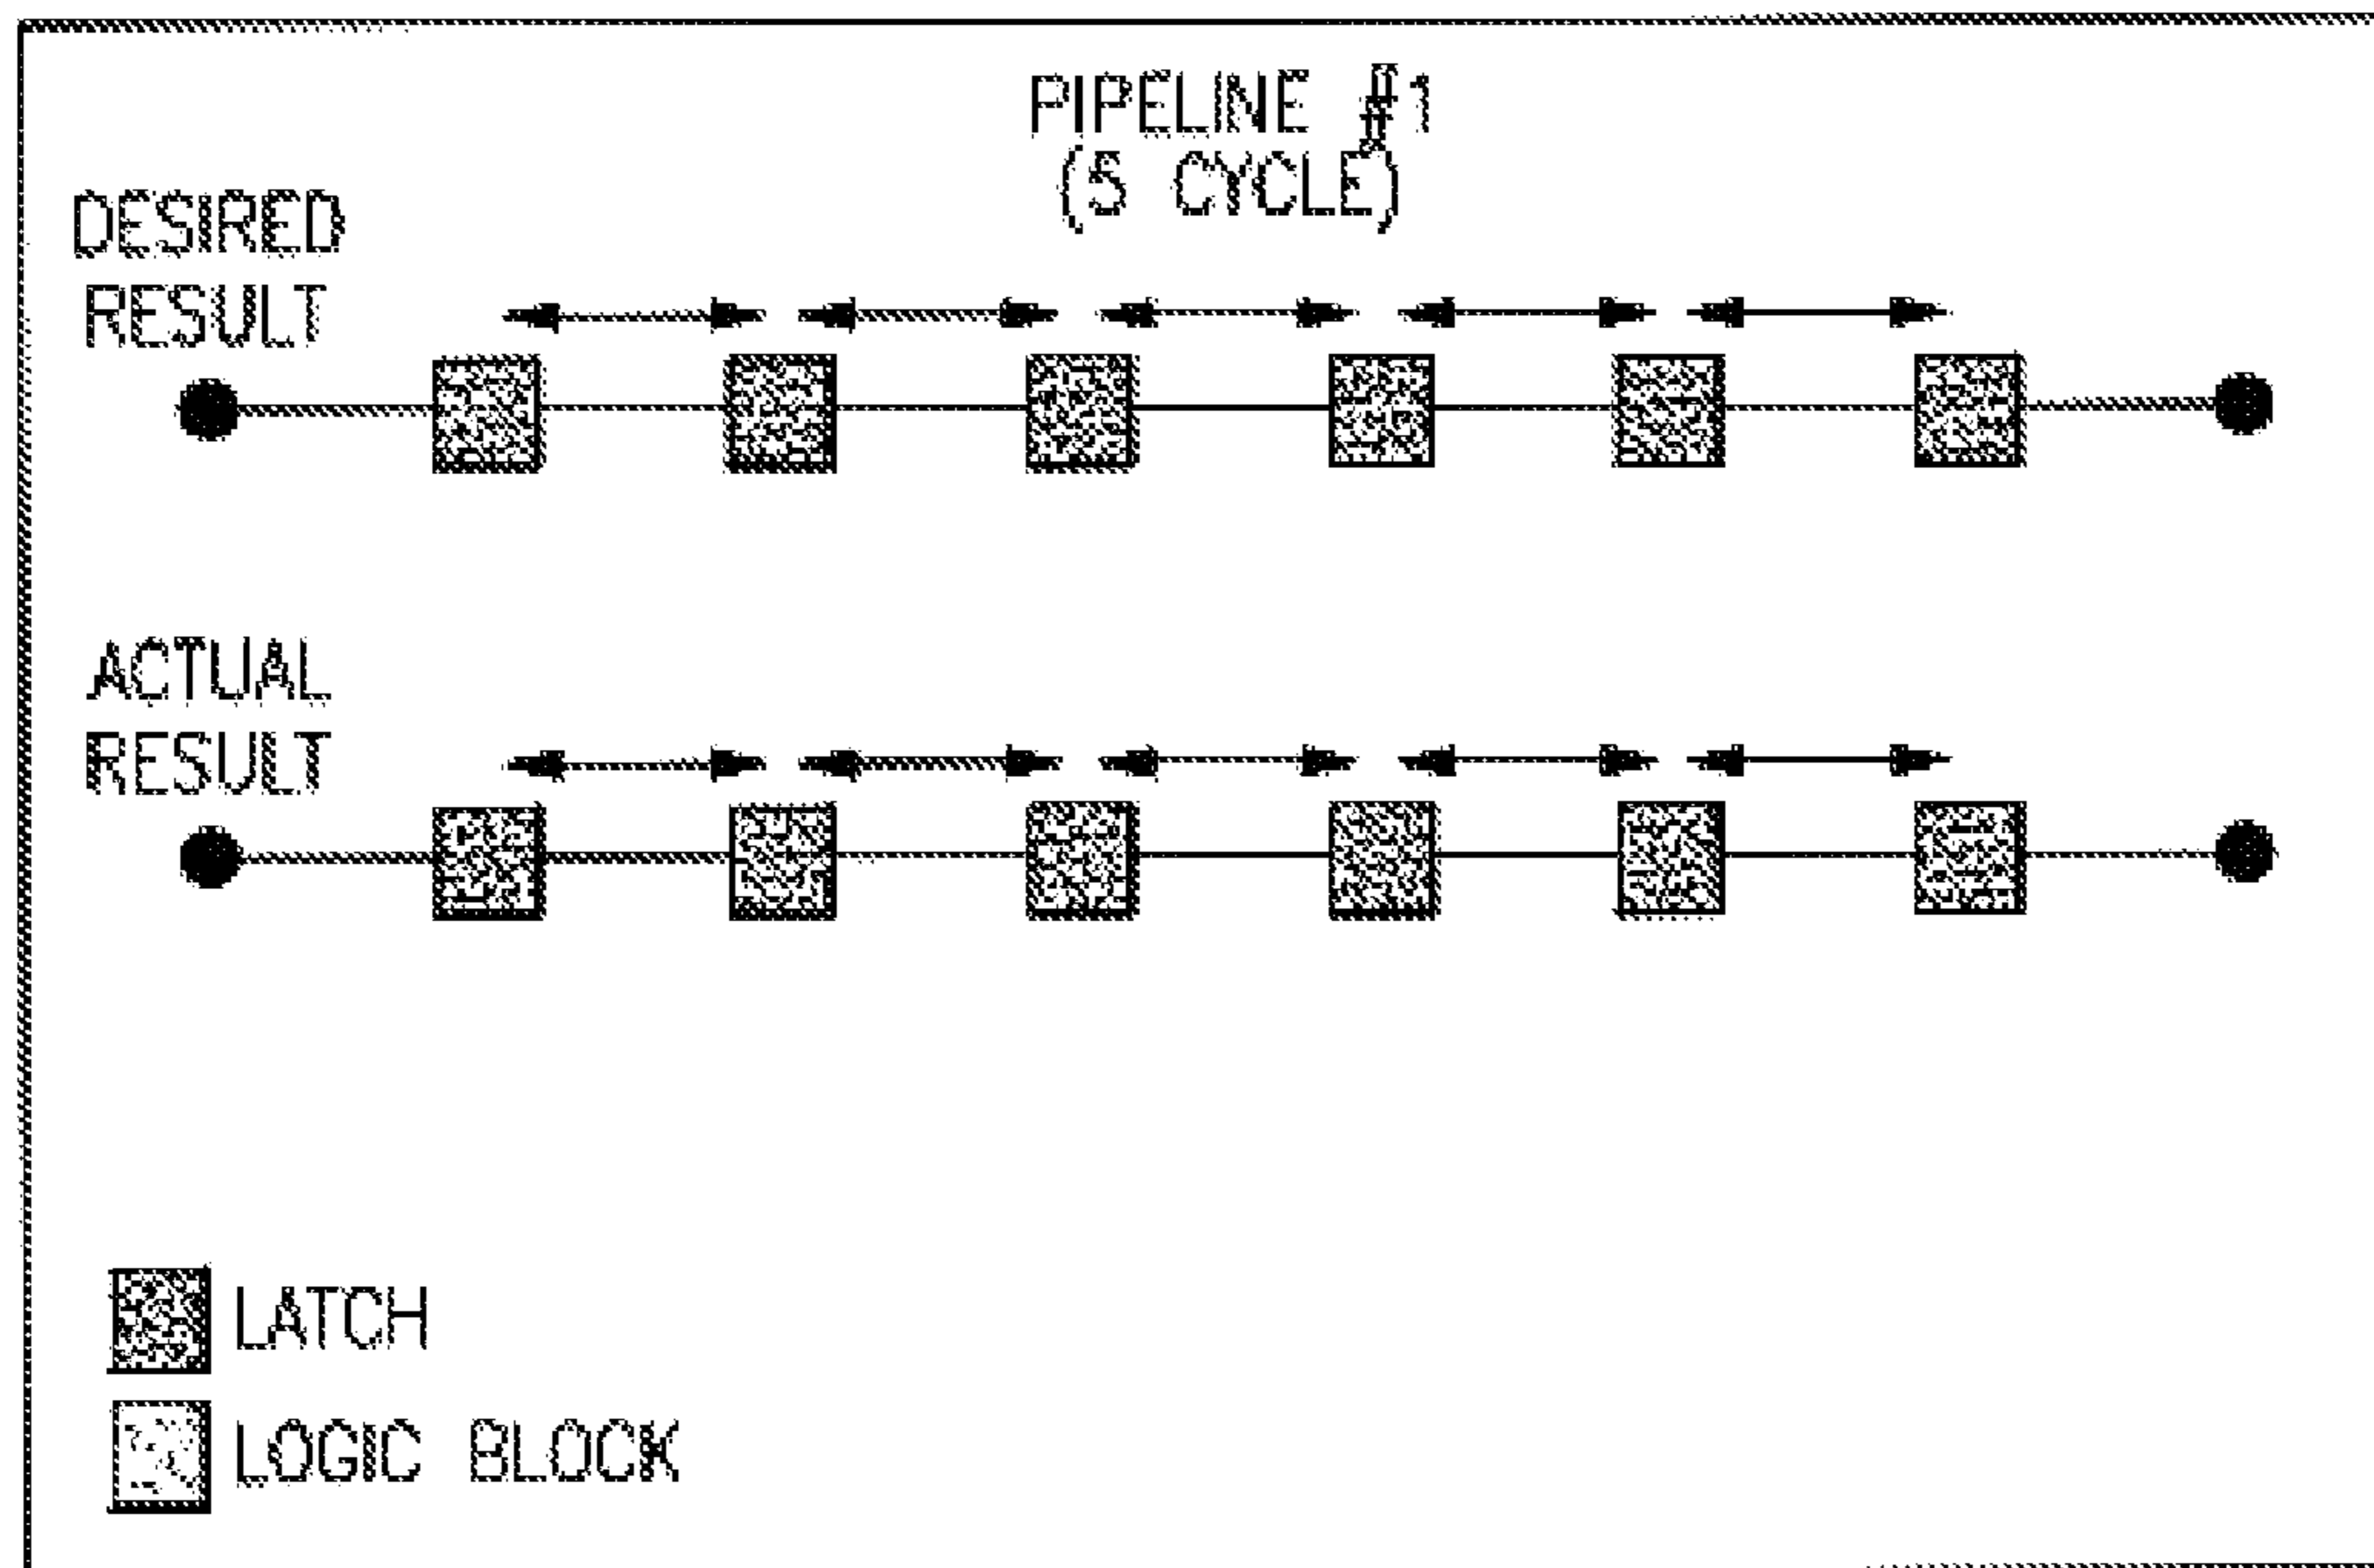 PIPELINE #1
(5 CYCLE)
DESIRED
RESULT
ACTUAL
RESULT
LATCH
LOGIC BLOCK